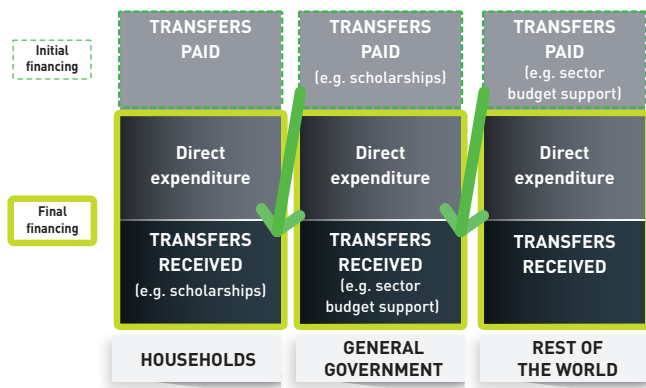 Initial
financing
TRANSFERS
PAID
TRANSFERS
PAID
(e.g. scholarships)
TRANSFERS
PAID
(e.g. sector
budget support)
Final
financing
Direct
expenditure
Direct
expenditure
Direct
expenditure
TRANSFERS
RECEIVED
(e.g. scholarships)
TRANSFERS
RECEIVED
(e.g. sector
budget support)
TRANSFERS
RECEIVED
HOUSEHOLDS
GENERAL
GOVERNMENT
REST OF
THE WORLD